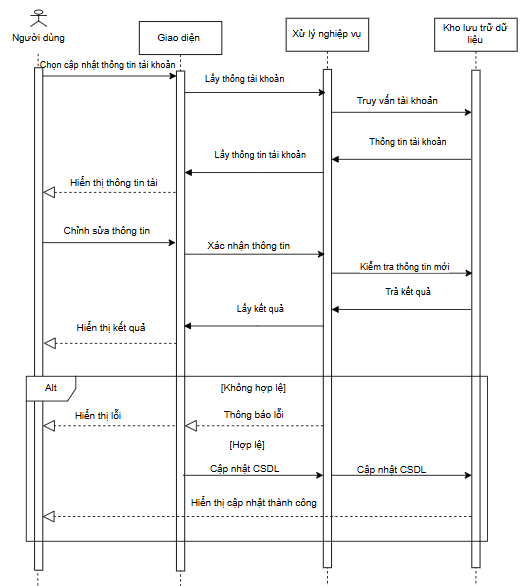 Người dùng
Giao diện
Xử lý nghiệp vụ
Kho lưu trữ dữ
liệu
Chọn cập nhật thông tin tài khoản
Lấy thông tài khoản
Truy vấn tài khoản
Thông tin tài khoản
Lấy thông tin tài khoản
Hiển thị thông tin tài
Chỉnh sửa thông tin
Xác nhận thông tin
Kiểm tra thông tin mới
Trả kết quả
Lấy kết quả
Hiển thị kết quả
Alt
[Không hợp lệ]
Hiển thị lỗi
Thông báo lỗi
[Hợp lệ]
Cập nhật CSDL
Cập nhật CSDL
Hiển thị cập nhật thành công